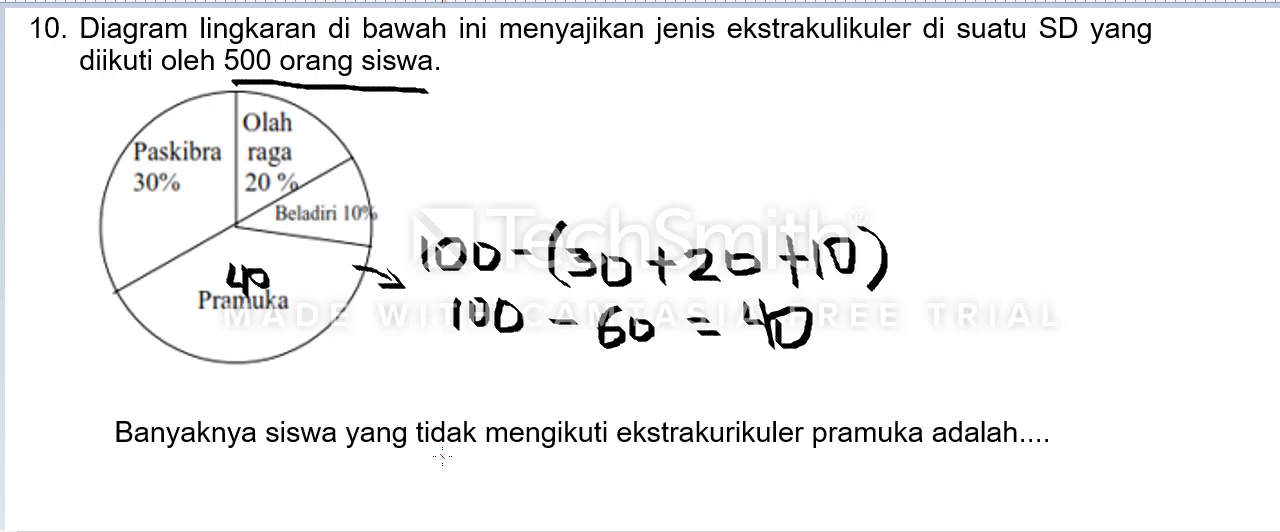 10. Diagram lingkaran di bawah ini menyajikan jenis ekstrakulikuler di suatu SD yang
diikuti oleh 500 orang siswa.
Olah
Paskibra raga
30% 20 %
Beladiri 10%
TechSmith®
100-(30+20+10)
40
Pramuka
MADE WITH CAMTASIA FREE TRIAL
100 - 60 = 40
Banyaknya siswa yang tidak mengikuti ekstrakurikuler pramuka adalah....